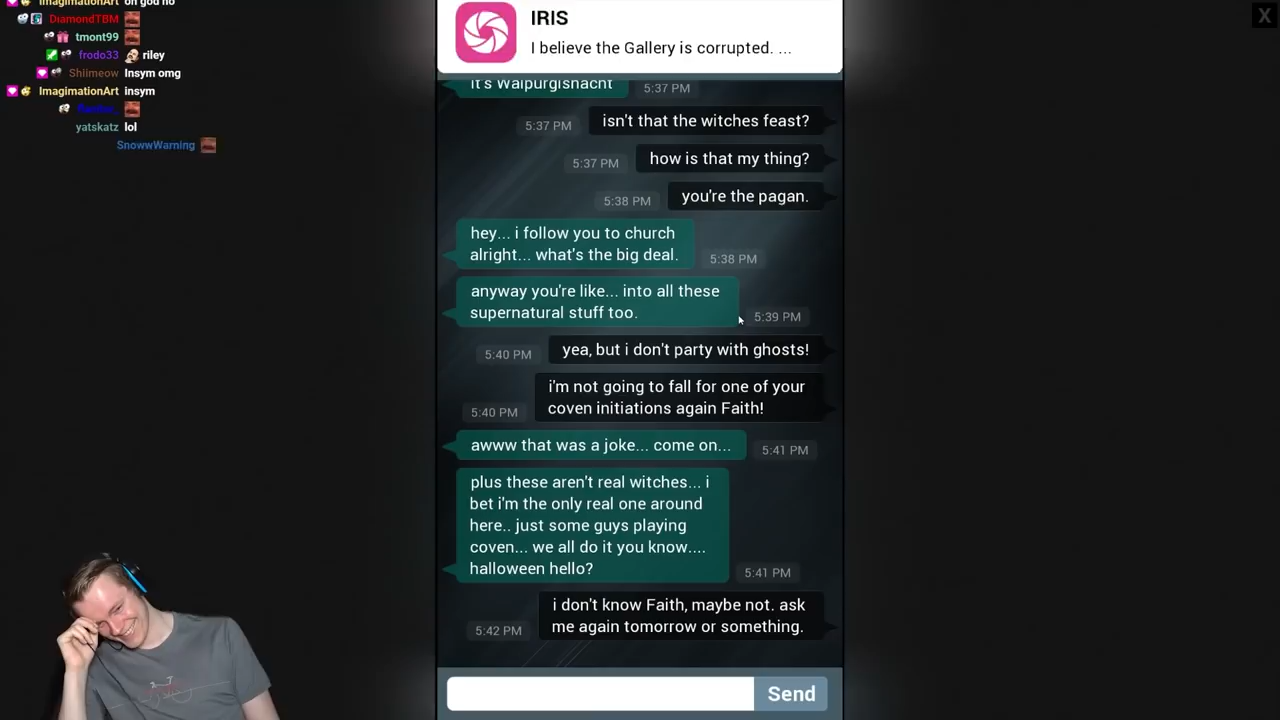 ImaginationArt oh god no
DiamondTBM
tmont99
frodo33 riley
Shiimeow Insym omg
ImaginationArt insym
yatskatz lol
SnowwWarning
IRIS
I believe the Gallery is corrupted. ...
X
it's Walpurgisnacht 5:37 PM
5:37 PM isn't that the witches feast?
5:37 PM how is that my thing?
5:38 PM you're the pagan.
hey... i follow you to church
alright... what's the big deal. 5:38 PM
anyway you're like... into all these
supernatural stuff too. 5:39 PM
5:40 PM yea, but i don't party with ghosts!
i'm not going to fall for one of your
5:40 PM coven initiations again Faith!
awww that was a joke... come on... 5:41 PM
plus these aren't real witches... i
bet i'm the only real one around
here.. just some guys playing
coven... we all do it you know....
halloween hello? 5:41 PM
i don't know Faith, maybe not. ask
5:42 PM me again tomorrow or something.
Send